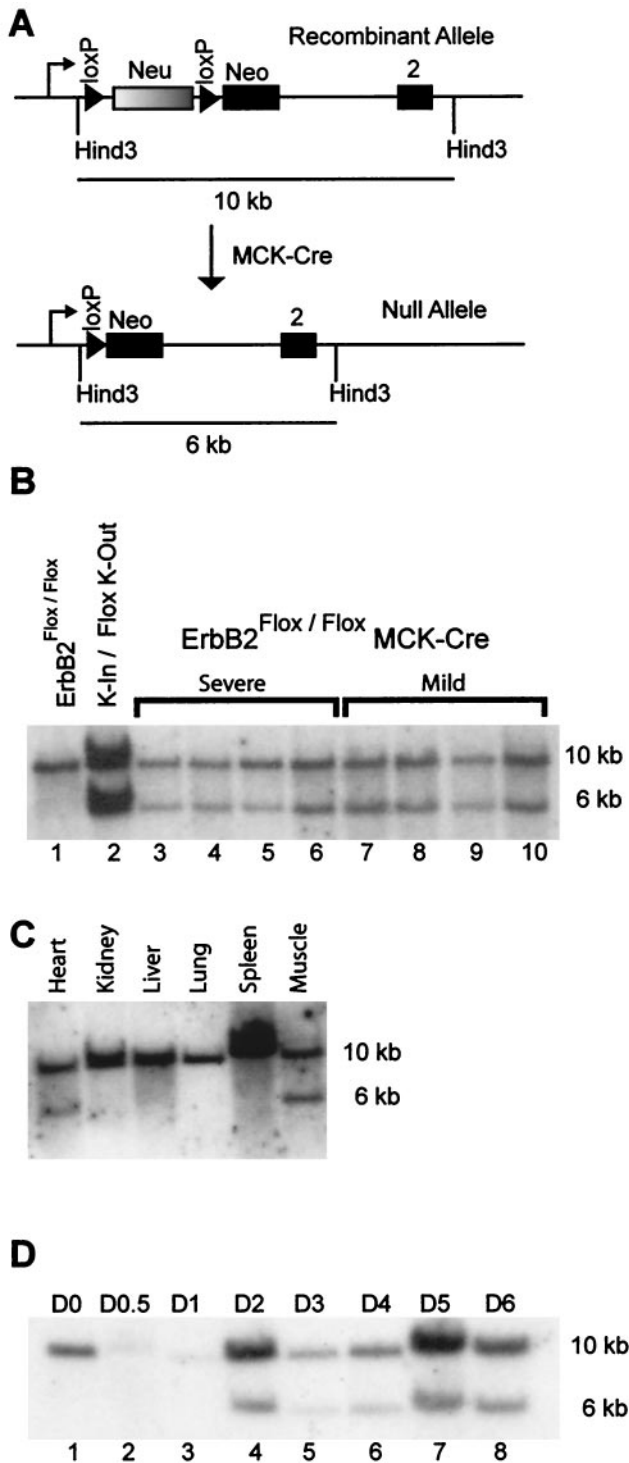 A
Recombinant Allele
loxP
Neu
loxP
Neo
2
Hind3
Hind3
10 kb
MCK-Cre
loxP
Neo
2
Null Allele
Hind3
Hind3
6 kb
B
ErbB2 Flox / Flox
K-In / Flox K-Out
ErbB2 Flox / Flox MCK-Cre
Severe
Mild
10 kb
6 kb
1 2 3 4 5 6 7 8 9 10
C
Heart Kidney Liver Lung Spleen Muscle
10 kb
6 kb
D
D0 D0.5 D1 D2 D3 D4 D5 D6
10 kb
6 kb
1 2 3 4 5 6 7 8